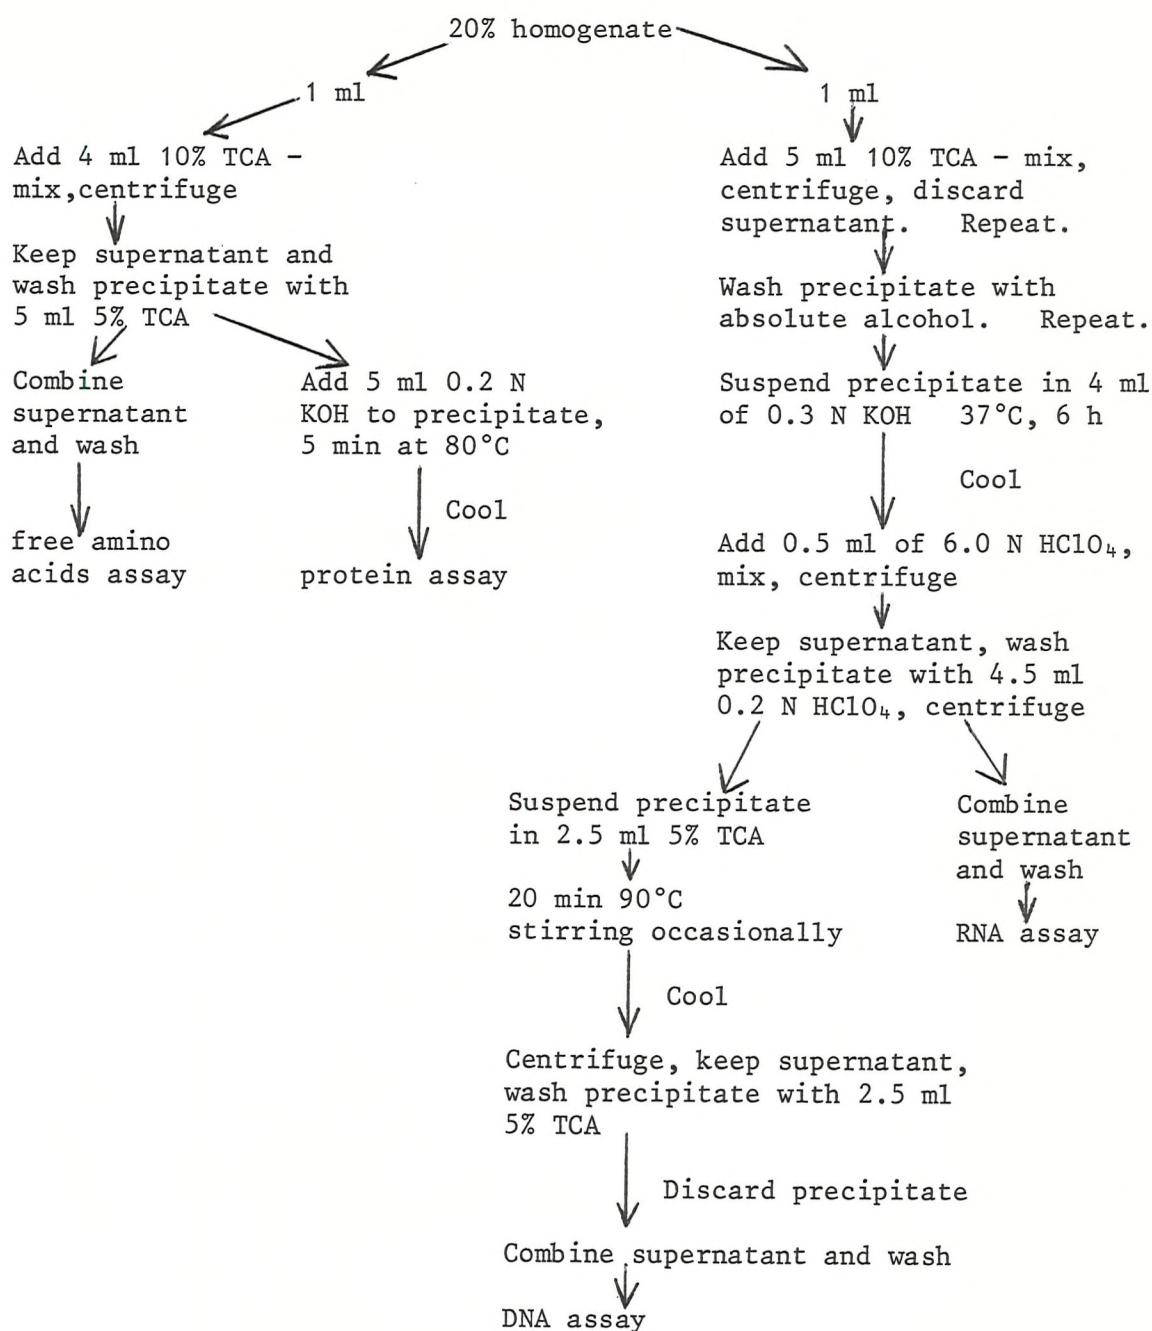 20% homogenate
1 ml
Add 4 ml 10% TCA –
mix,centrifuge
Keep supernatant and
wash precipitate with
5 ml 5% TCA
Combine
supernatant
and wash
free amino
acids assay
Add 5 ml 0.2 N
KOH to precipitate,
5 min at 80°C
Cool
protein assay
1 ml
Add 5 ml 10% TCA – mix,
centrifuge, discard
supernatant. Repeat.
Wash precipitate with
absolute alcohol. Repeat.
Suspend precipitate in 4 ml
of 0.3 N KOH 37°C, 6 h
Cool
Add 0.5 ml of 6.0 N HClO₄,
mix, centrifuge
Keep supernatant, wash
precipitate with 4.5 ml
0.2 N HClO₄, centrifuge
Suspend precipitate
in 2.5 ml 5% TCA
20 min 90°C
stirring occasionally
Cool
Centrifuge, keep supernatant,
wash precipitate with 2.5 ml
5% TCA
Discard precipitate
Combine supernatant and wash
DNA assay
Combine
supernatant
and wash
RNA assay